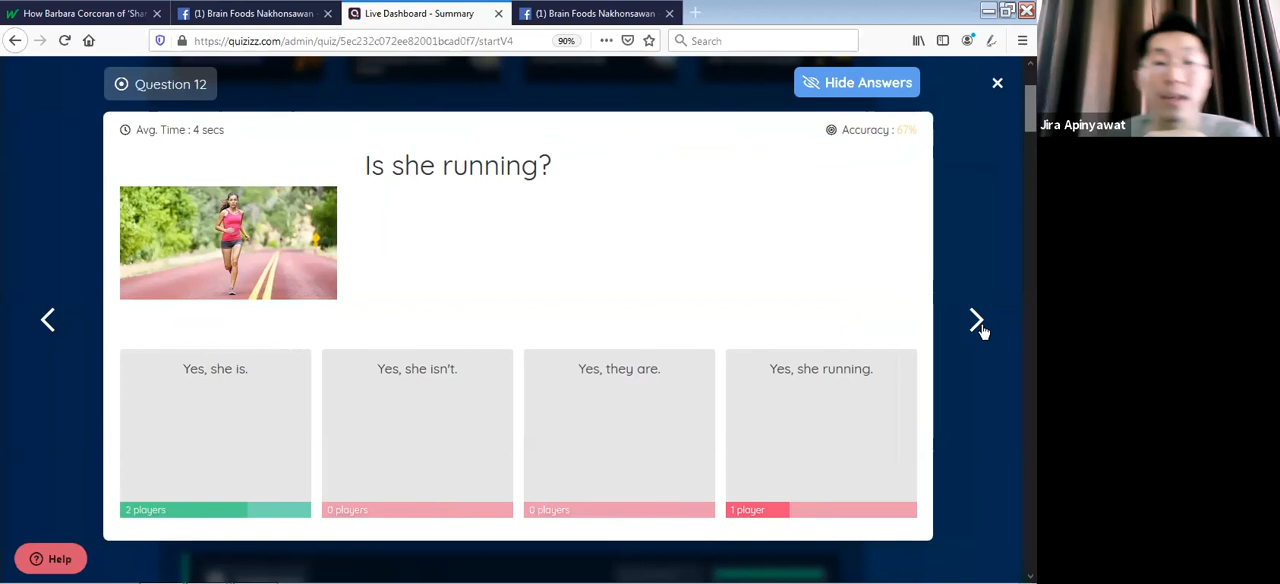 How Barbara Corcoran of 'Shar
(1) Brain Foods Nakhonsawan
Live Dashboard - Summary
(1) Brain Foods Nakhonsawan
https://quizizz.com/admin/quiz/5ec232c072ee82001bcad0f7/startV4
90%
Search
Jira Apinyawat
Question 12
Hide Answers
Avg. Time : 4 secs
Accuracy : 67%
Is she running?
Yes, she is.
Yes, she isn't.
Yes, they are.
Yes, she running.
2 players
0 players
0 players
1 player
Help